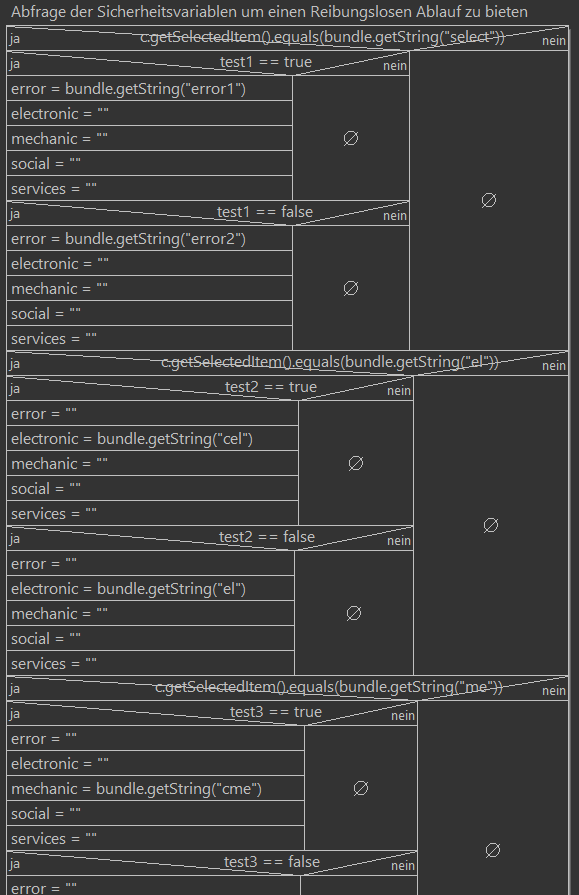 Abfrage der Sicherheitsvariablen um einen Reibungslosen Ablauf zu bieten
ja c.getSelectedItem().equals(bundle.getString("select")) nein
ja test1 == true nein
error = bundle.getString("error1")
electronic = ""
mechanic = ""
social = ""
services = ""
∅
∅
ja test1 == false nein
error = bundle.getString("error2")
electronic = ""
mechanic = ""
social = ""
services = ""
∅
ja c.getSelectedItem().equals(bundle.getString("el")) nein
ja test2 == true nein
error = ""
electronic = bundle.getString("cel")
mechanic = ""
social = ""
services = ""
∅
∅
ja test2 == false nein
error = ""
electronic = bundle.getString("el")
mechanic = ""
social = ""
services = ""
∅
ja c.getSelectedItem().equals(bundle.getString("me")) nein
ja test3 == true nein
error = ""
electronic = ""
mechanic = bundle.getString("cme")
social = ""
services = ""
∅
∅
ja test3 == false nein
error = ""